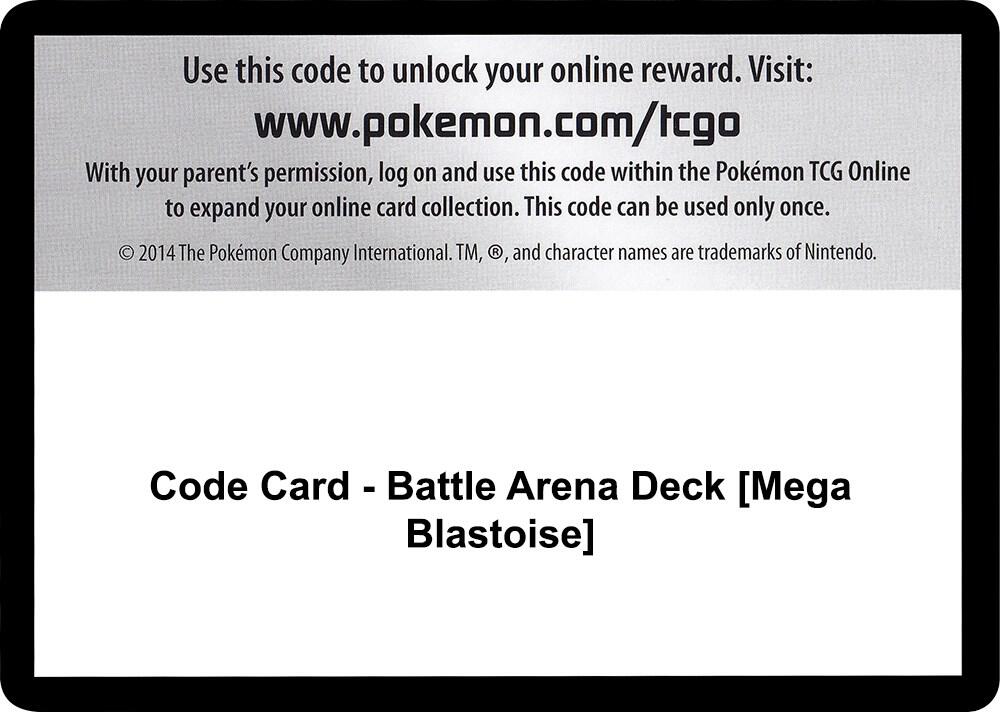 Use this code to unlock your online reward. Visit:
www.pokemon.com/tcgo
With your parent's permission, log on and use this code within the Pokémon TCG Online
to expand your online card collection. This code can be used only once.
© 2014 The Pokémon Company International. TM, ®, and character names are trademarks of Nintendo.
Code Card - Battle Arena Deck [Mega
Blastoise]